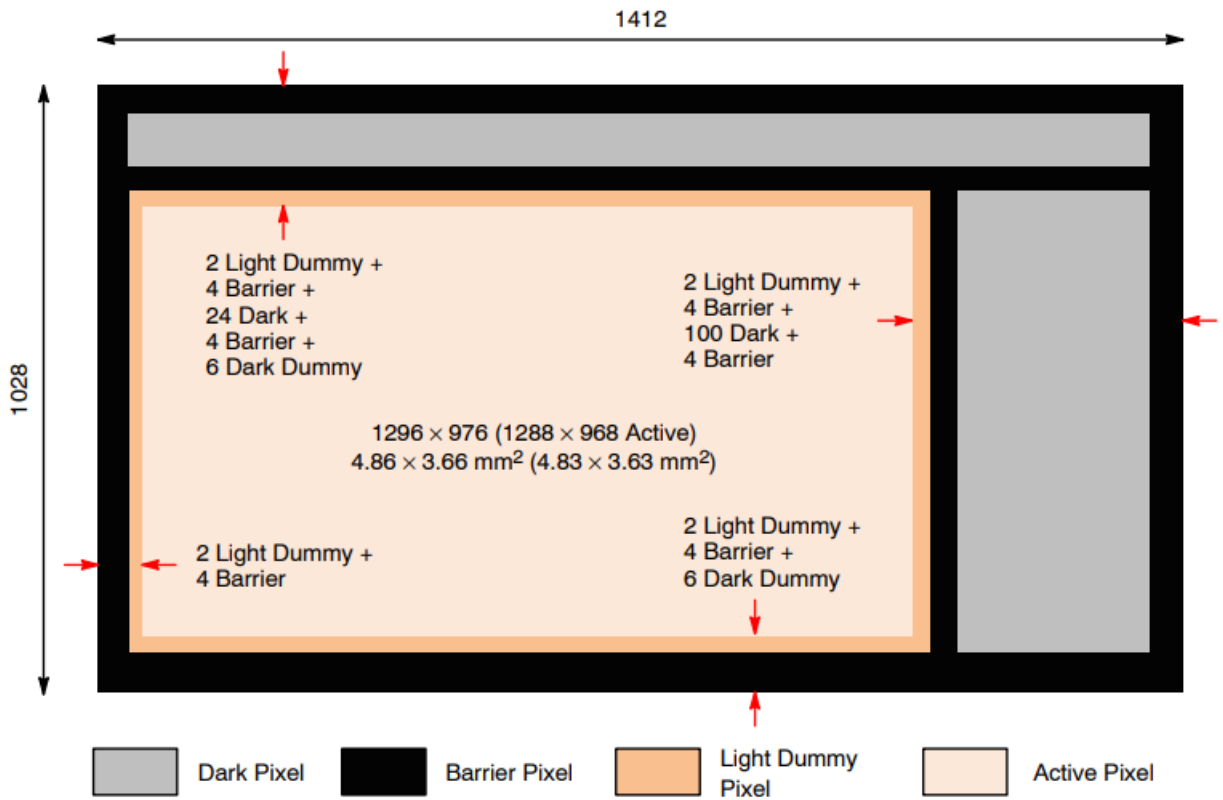 1412
1028
2 Light Dummy +
4 Barrier +
24 Dark +
4 Barrier +
6 Dark Dummy
2 Light Dummy +
4 Barrier +
100 Dark +
4 Barrier
1296 × 976 (1288 × 968 Active)
4.86 × 3.66 mm² (4.83 × 3.63 mm²)
2 Light Dummy +
4 Barrier
2 Light Dummy +
4 Barrier +
6 Dark Dummy
Dark Pixel
Barrier Pixel
Light Dummy
Pixel
Active Pixel